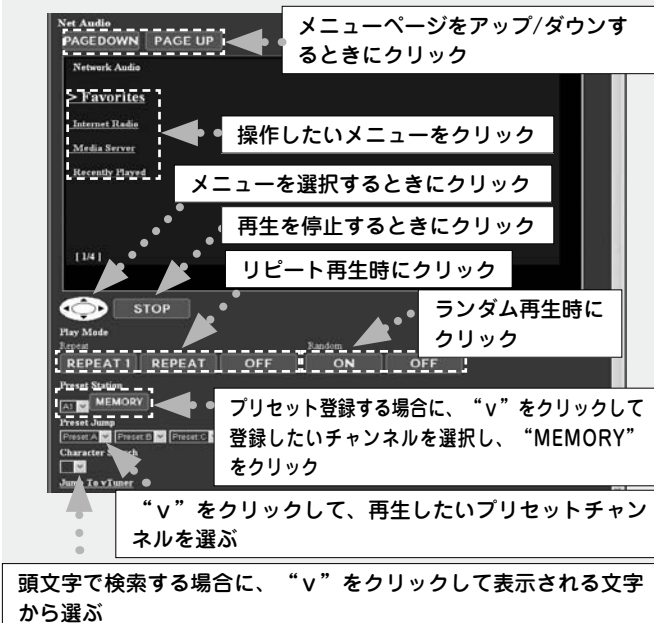 Net Audio
PAGEDOWN PAGE UP
メニューページをアップ/ダウンす
るときにクリック
Network Audio
> Favorites
Internet Radio
操作したいメニューをクリック
Media Server
Recently Played
メニューを選択するときにクリック
再生を停止するときにクリック
[ 1/4 ]
リピート再生時にクリック
STOP
ランダム再生時に
クリック
Play Mode
Repeat Random
REPEAT 1 REPEAT OFF ON OFF
Preset Station
A1 MEMORY
プリセット登録する場合に、“v”をクリックして
登録したいチャンネルを選択し、“MEMORY”
をクリック
Preset Jump
Preset A Preset B Preset C
Character Search
Jump To vTuner
“v”をクリックして、再生したいプリセットチャン
ネルを選ぶ
頭文字で検索する場合に、“v”をクリックして表示される文字
から選ぶ